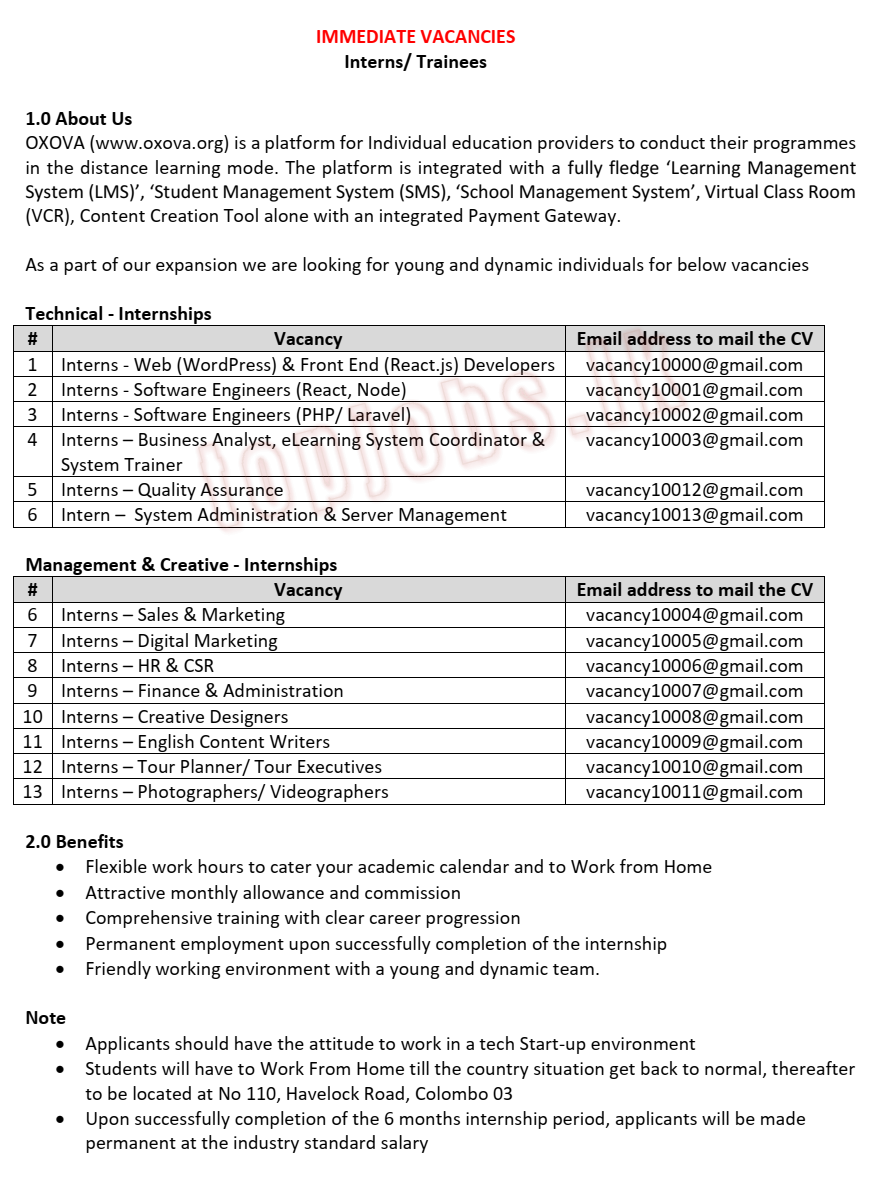 IMMEDIATE VACANCIES
Interns/ Trainees
1.0 About Us
OXOVA (www.oxova.org) is a platform for Individual education providers to conduct their programmes
in the distance learning mode. The platform is integrated with a fully fledge ‘Learning Management
System (LMS)’, ‘Student Management System (SMS), ‘School Management System’, Virtual Class Room
(VCR), Content Creation Tool alone with an integrated Payment Gateway.
As a part of our expansion we are looking for young and dynamic individuals for below vacancies
Technical - Internships
# Vacancy Email address to mail the CV
1 Interns - Web (WordPress) & Front End (React.js) Developers vacancy10000@gmail.com
2 Interns - Software Engineers (React, Node) vacancy10001@gmail.com
3 Interns - Software Engineers (PHP/ Laravel) vacancy10002@gmail.com
4 Interns – Business Analyst, eLearning System Coordinator & vacancy10003@gmail.com
System Trainer
5 Interns – Quality Assurance vacancy10012@gmail.com
6 Intern –  System Administration & Server Management vacancy10013@gmail.com
topjobs.lk
Management & Creative - Internships
# Vacancy Email address to mail the CV
6 Interns – Sales & Marketing vacancy10004@gmail.com
7 Interns – Digital Marketing vacancy10005@gmail.com
8 Interns – HR & CSR vacancy10006@gmail.com
9 Interns – Finance & Administration vacancy10007@gmail.com
10 Interns – Creative Designers vacancy10008@gmail.com
11 Interns – English Content Writers vacancy10009@gmail.com
12 Interns – Tour Planner/ Tour Executives vacancy10010@gmail.com
13 Interns – Photographers/ Videographers vacancy10011@gmail.com
2.0 Benefits
• Flexible work hours to cater your academic calendar and to Work from Home
• Attractive monthly allowance and commission
• Comprehensive training with clear career progression
• Permanent employment upon successfully completion of the internship
• Friendly working environment with a young and dynamic team.
Note
• Applicants should have the attitude to work in a tech Start-up environment
• Students will have to Work From Home till the country situation get back to normal, thereafter
to be located at No 110, Havelock Road, Colombo 03
• Upon successfully completion of the 6 months internship period, applicants will be made
permanent at the industry standard salary